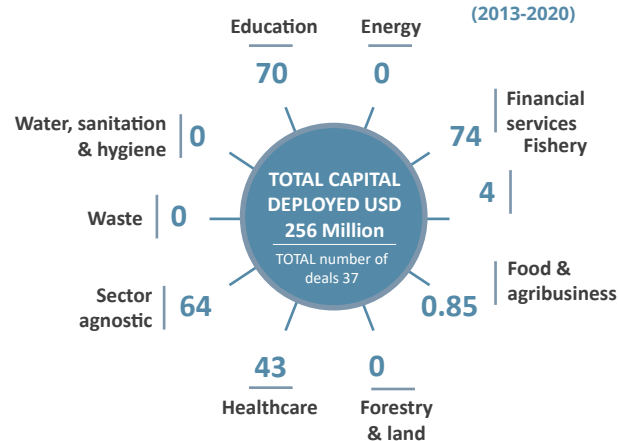 (2013-2020)
Education
70
Energy
0
Financial
services
74
Fishery
4
Food &
agribusiness
0.85
Forestry
& land
0
Healthcare
43
Sector
agnostic
64
Waste
0
Water, sanitation
& hygiene
0
TOTAL CAPITAL
DEPLOYED USD
256 Million
TOTAL number of
deals 37